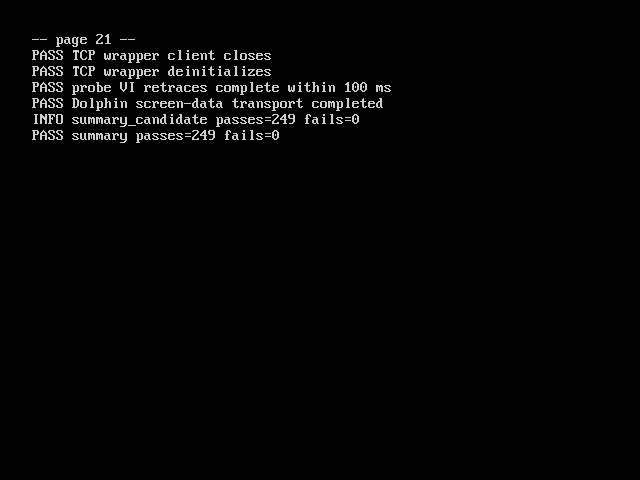 -- page 21 --
PASS TCP wrapper client closes
PASS TCP wrapper deinitializes
PASS probe VI retraces complete within 100 ms
PASS Dolphin screen-data transport completed
INFO summary_candidate passes=249 fails=0
PASS summary passes=249 fails=0